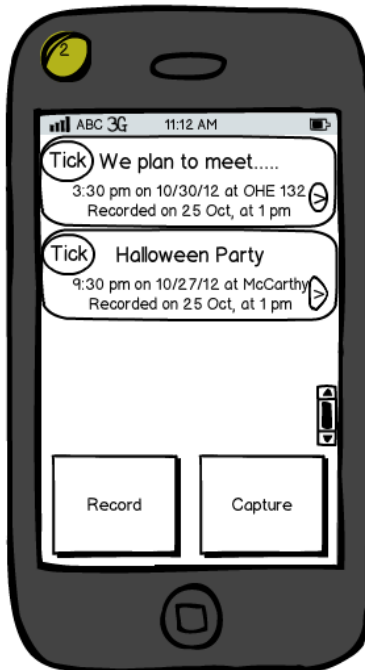 2
ABC 3G 11:12 AM
Tick We plan to meet.....
3:30 pm on 10/30/12 at OHE 132
Recorded on 25 Oct, at 1 pm
>
Tick Halloween Party
9:30 pm on 10/27/12 at McCarthy
Recorded on 25 Oct, at 1 pm
>
Record Capture